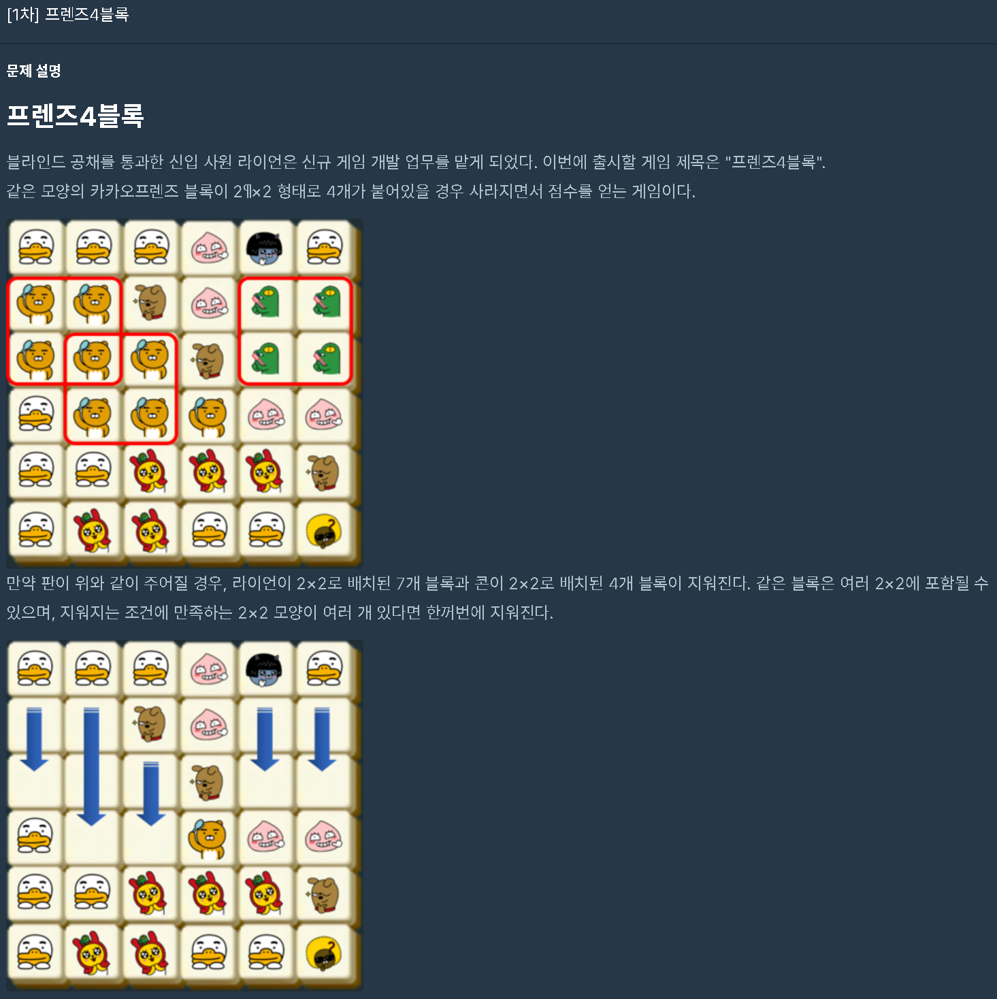 [1차] 프렌즈4블록
문제 설명
프렌즈4블록
블라인드 공채를 통과한 신입 사원 라이언은 신규 게임 개발 업무를 맡게 되었다. 이번에 출시할 게임 제목은 "프렌즈4블록".
같은 모양의 카카오프렌즈 블록이 2¶×2 형태로 4개가 붙어있을 경우 사라지면서 점수를 얻는 게임이다.
만약 판이 위와 같이 주어질 경우, 라이언이 2×2로 배치된 7개 블록과 콘이 2×2로 배치된 4개 블록이 지워진다. 같은 블록은 여러 2×2에 포함될 수
있으며, 지워지는 조건에 만족하는 2×2 모양이 여러 개 있다면 한꺼번에 지워진다.